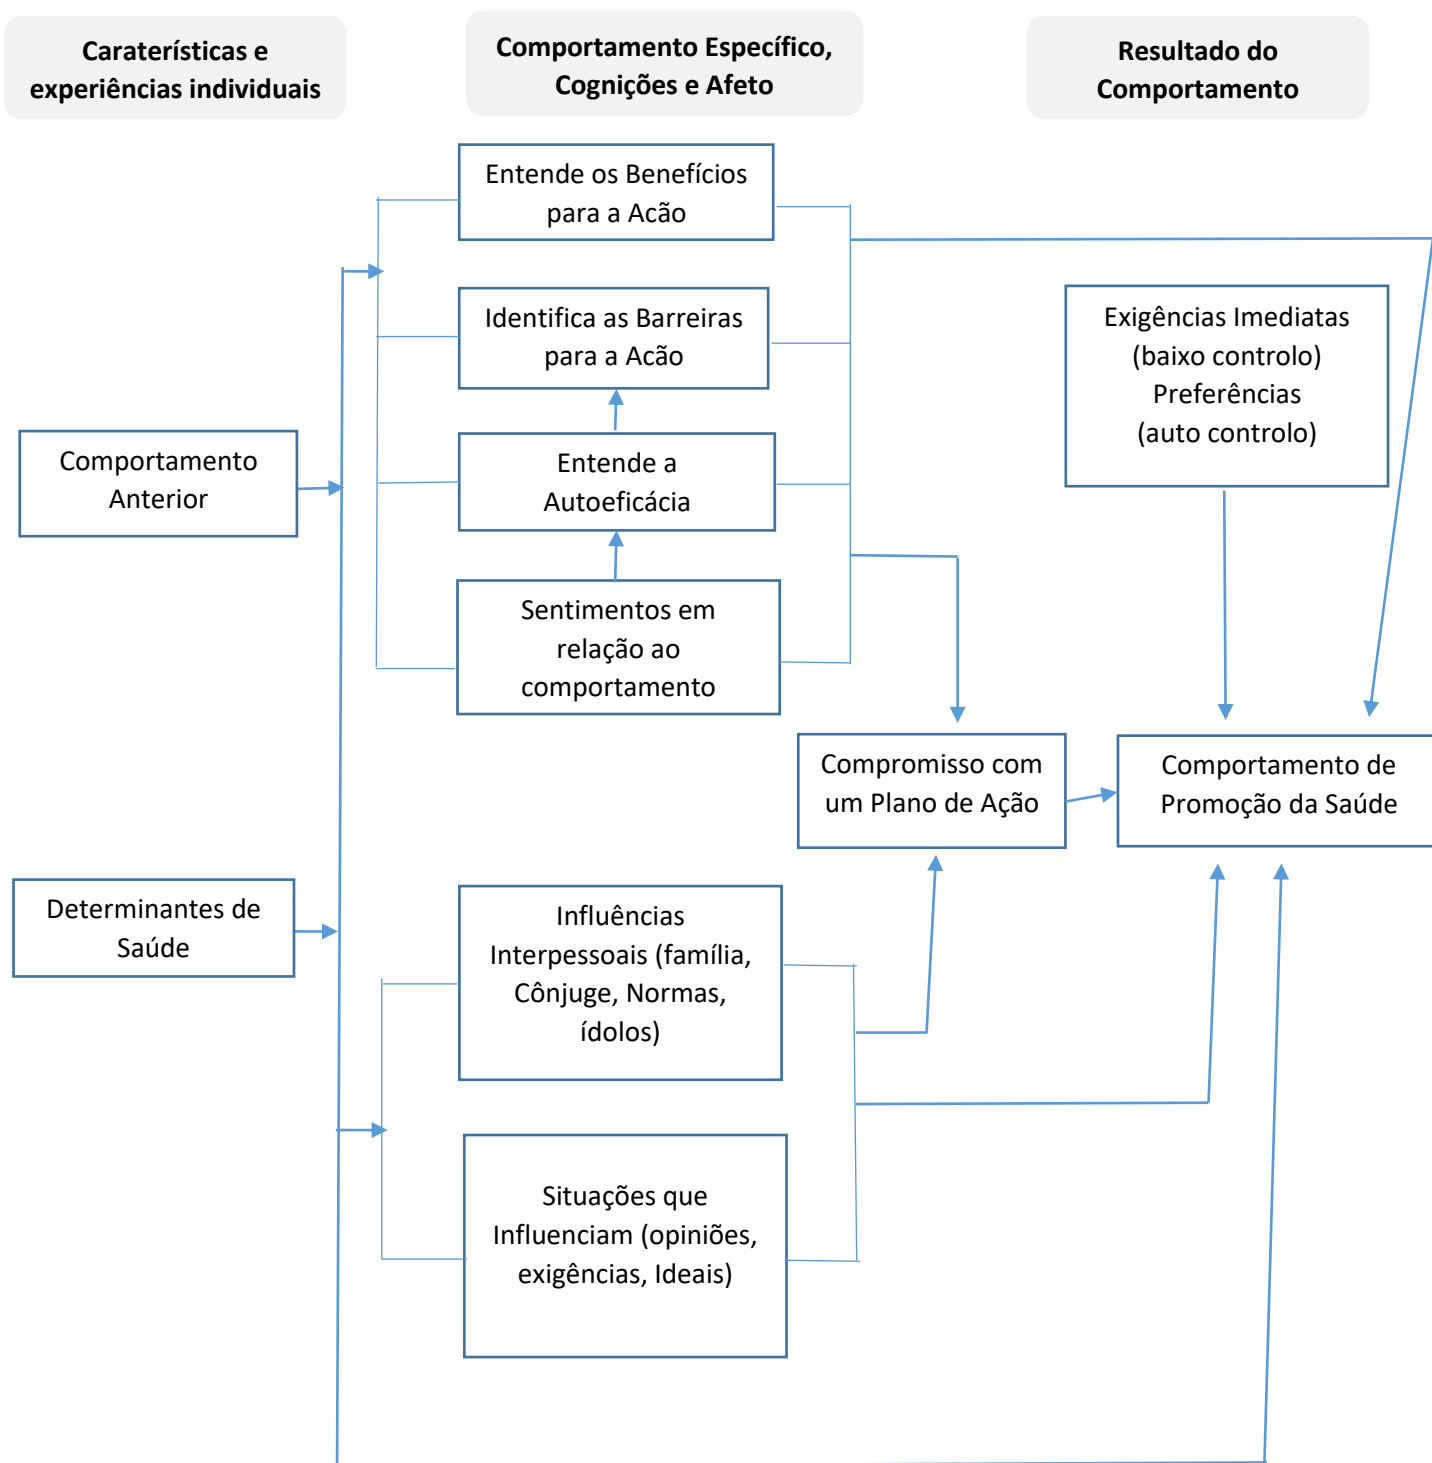 Caraterísticas e
experiências individuais
Comportamento Específico,
Cognições e Afeto
Resultado do
Comportamento
Entende os Benefícios
para a Acão
Identifica as Barreiras
para a Acão
Exigências Imediatas
(baixo controlo)
Preferências
(auto controlo)
Comportamento
Anterior
Entende a
Autoeficácia
Sentimentos em
relação ao
comportamento
Compromisso com
um Plano de Ação
Comportamento de
Promoção da Saúde
Determinantes de
Saúde
Influências
Interpessoais (família,
Cônjuge, Normas,
ídolos)
Situações que
Influenciam (opiniões,
exigências, Ideais)